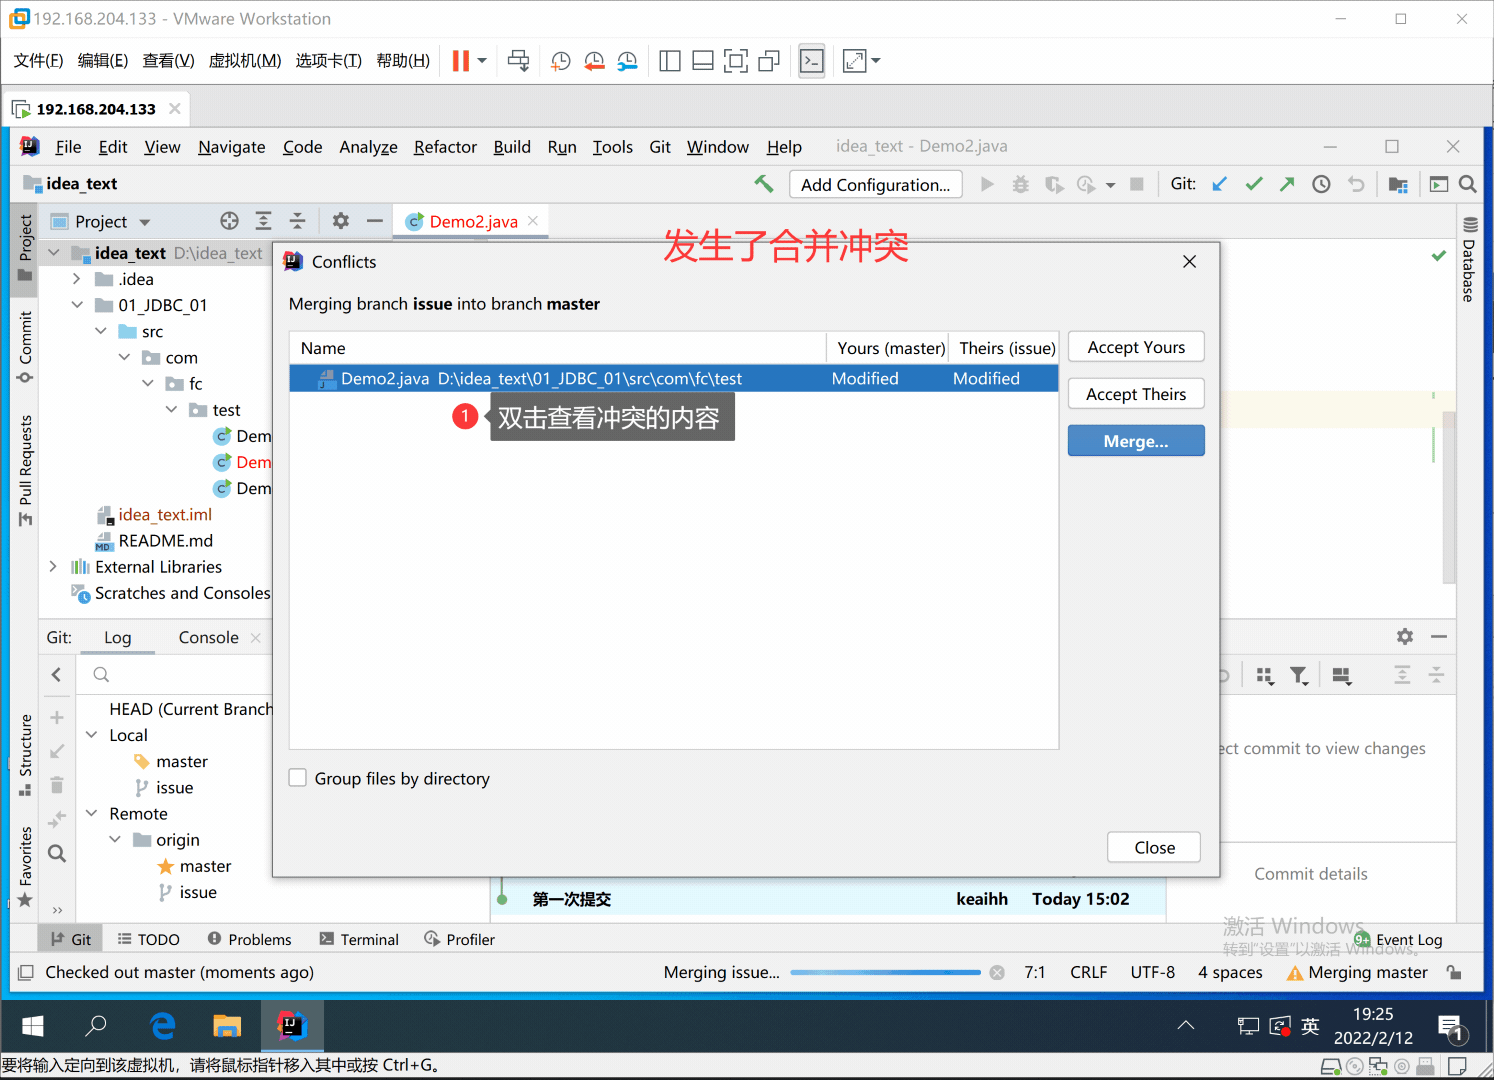 192.168.204.133 - VMware Workstation
文件(F) 编辑(E) 查看(V) 虚拟机(M) 选项卡(T) 帮助(H)
192.168.204.133
File Edit View Navigate Code Analyze Refactor Build Run Tools Git Window Help idea_text - Demo2.java
idea_text Add Configuration... Git:
Project Demo2.java
发生了合并冲突
Project
Commit
Pull Requests
Structure
Favorites
Database
idea_text D:\idea_text
.idea
01_JDBC_01
src
com
fc
test
Dem
Dem
Dem
idea_text.iml
README.md
External Libraries
Scratches and Consoles
Conflicts
Merging branch issue into branch master
Name Yours (master) Theirs (issue)
Demo2.java D:\idea_text\01_JDBC_01\src\com\fc\test Modified Modified
1 双击查看冲突的内容
Accept Yours
Accept Theirs
Merge...
Group files by directory
Close
Git: Log Console
HEAD (Current Branch
Local
master
issue
Remote
origin
master
issue
ect commit to view changes
Commit details
第一次提交 keaihh Today 15:02
激活 Windows
转到"设置"以激活 Windows。
Git TODO Problems Terminal Profiler 9+ Event Log
Checked out master (moments ago) Merging issue... 7:1 CRLF UTF-8 4 spaces Merging master
英 19:25
2022/2/12 1
要将输入定向到该虚拟机，请将鼠标指针移入其中或按 Ctrl+G。